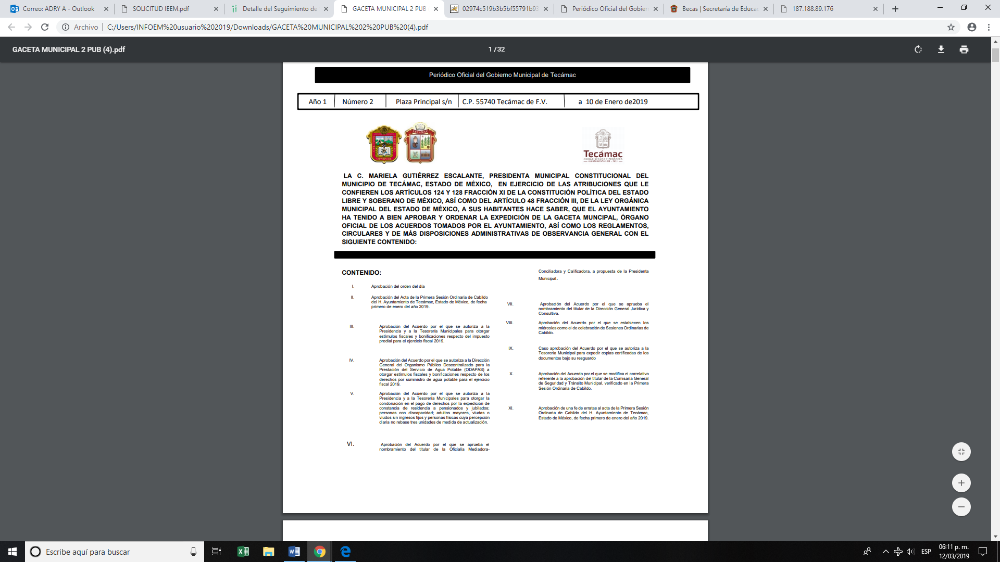 Correo: ADRY A - Outlook
SOLICITUD IEEM.pdf
Detalle del Seguimiento de
GACETA MUNICIPAL 2 PUB
02974c519b3b5bf55791b93
Periódico Oficial del Gobier
Becas | Secretaría de Educa
187.188.89.176
Archivo
C:/Users/INFOEM%20usuario%202019/Downloads/GACETA%20MUNICIPAL%202%20PUB%20(4).pdf
GACETA MUNICIPAL 2 PUB (4).pdf
1 / 32
Periódico Oficial del Gobierno Municipal de Tecámac
Año 1 Número 2 Plaza Principal s/n C.P. 55740 Tecámac de F.V. a 10 de Enero de2019
TECAMAC
Tecámac
LA C. MARIELA GUTIÉRREZ ESCALANTE, PRESIDENTA MUNICIPAL CONSTITUCIONAL DEL
MUNICIPIO DE TECÁMAC, ESTADO DE MÉXICO, EN EJERCICIO DE LAS ATRIBUCIONES QUE LE
CONFIEREN LOS ARTÍCULOS 124 Y 128 FRACCIÓN XI DE LA CONSTITUCIÓN POLÍTICA DEL ESTADO
LIBRE Y SOBERANO DE MÉXICO, ASÍ COMO DEL ARTÍCULO 48 FRACCIÓN III, DE LA LEY ORGÁNICA
MUNICIPAL DEL ESTADO DE MÉXICO, A SUS HABITANTES HACE SABER, QUE EL AYUNTAMIENTO
HA TENIDO A BIEN APROBAR Y ORDENAR LA EXPEDICIÓN DE LA GACETA MUNCIPAL, ÓRGANO
OFICIAL DE LOS ACUERDOS TOMADOS POR EL AYUNTAMIENTO, ASÍ COMO LOS REGLAMENTOS,
CIRCULARES Y DE MÁS DISPOSICIONES ADMINISTRATIVAS DE OBSERVANCIA GENERAL CON EL
SIGUIENTE CONTENIDO:
CONTENIDO:
I. Aprobación del orden del día
II. Aprobación del Acta de la Primera Sesión Ordinaria de Cabildo
del H. Ayuntamiento de Tecámac, Estado de México, de fecha
primero de enero del año 2019.
III. Aprobación del Acuerdo por el que se autoriza a la
Presidencia y a la Tesorería Municipales para otorgar
estímulos fiscales y bonificaciones respecto del impuesto
predial para el ejercicio fiscal 2019.
IV. Aprobación del Acuerdo por el que se autoriza a la Dirección
General del Organismo Público Descentralizado para la
Prestación del Servicio de Agua Potable (ODAPAS) a
otorgar estímulos fiscales y bonificaciones respecto de los
derechos por suministro de agua potable para el ejercicio
fiscal 2019.
V. Aprobación del Acuerdo por el que se autoriza a la
Presidencia y a la Tesorería Municipales para otorgar la
condonación en el pago de derechos por la expedición de
constancia de residencia a pensionados y jubilados;
personas con discapacidad; adultos mayores, viudas o
viudos sin ingresos fijos y personas físicas cuya percepción
diaria no rebase tres unidades de medida de actualización.
VI. Aprobación del Acuerdo por el que se aprueba el
nombramiento del titular de la Oficialía Mediadora-
Conciliadora y Calificadora, a propuesta de la Presidenta
Municipal.
VII. Aprobación del Acuerdo por el que se aprueba el
nombramiento del titular de la Dirección General Jurídica y
Consultiva.
VIII. Aprobación del Acuerdo por el que se establecen los
miércoles como el de celebración de Sesiones Ordinarias de
Cabildo.
IX. Caso aprobación del Acuerdo por el que se autoriza a la
Tesorería Municipal para expedir copias certificadas de los
documentos bajo su resguardo
X. Aprobación del Acuerdo por el que se modifica el correlativo
referente a la aprobación del titular de la Comisaría General
de Seguridad y Tránsito Municipal, verificado en la Primera
Sesión Ordinaria de Cabildo.
XI. Aprobación de una fe de erratas al acta de la Primera Sesión
Ordinaria de Cabildo del H. Ayuntamiento de Tecámac,
Estado de México, de fecha primero de enero del año 2019.
Escribe aquí para buscar
ESP
06:11 p. m.
12/03/2019